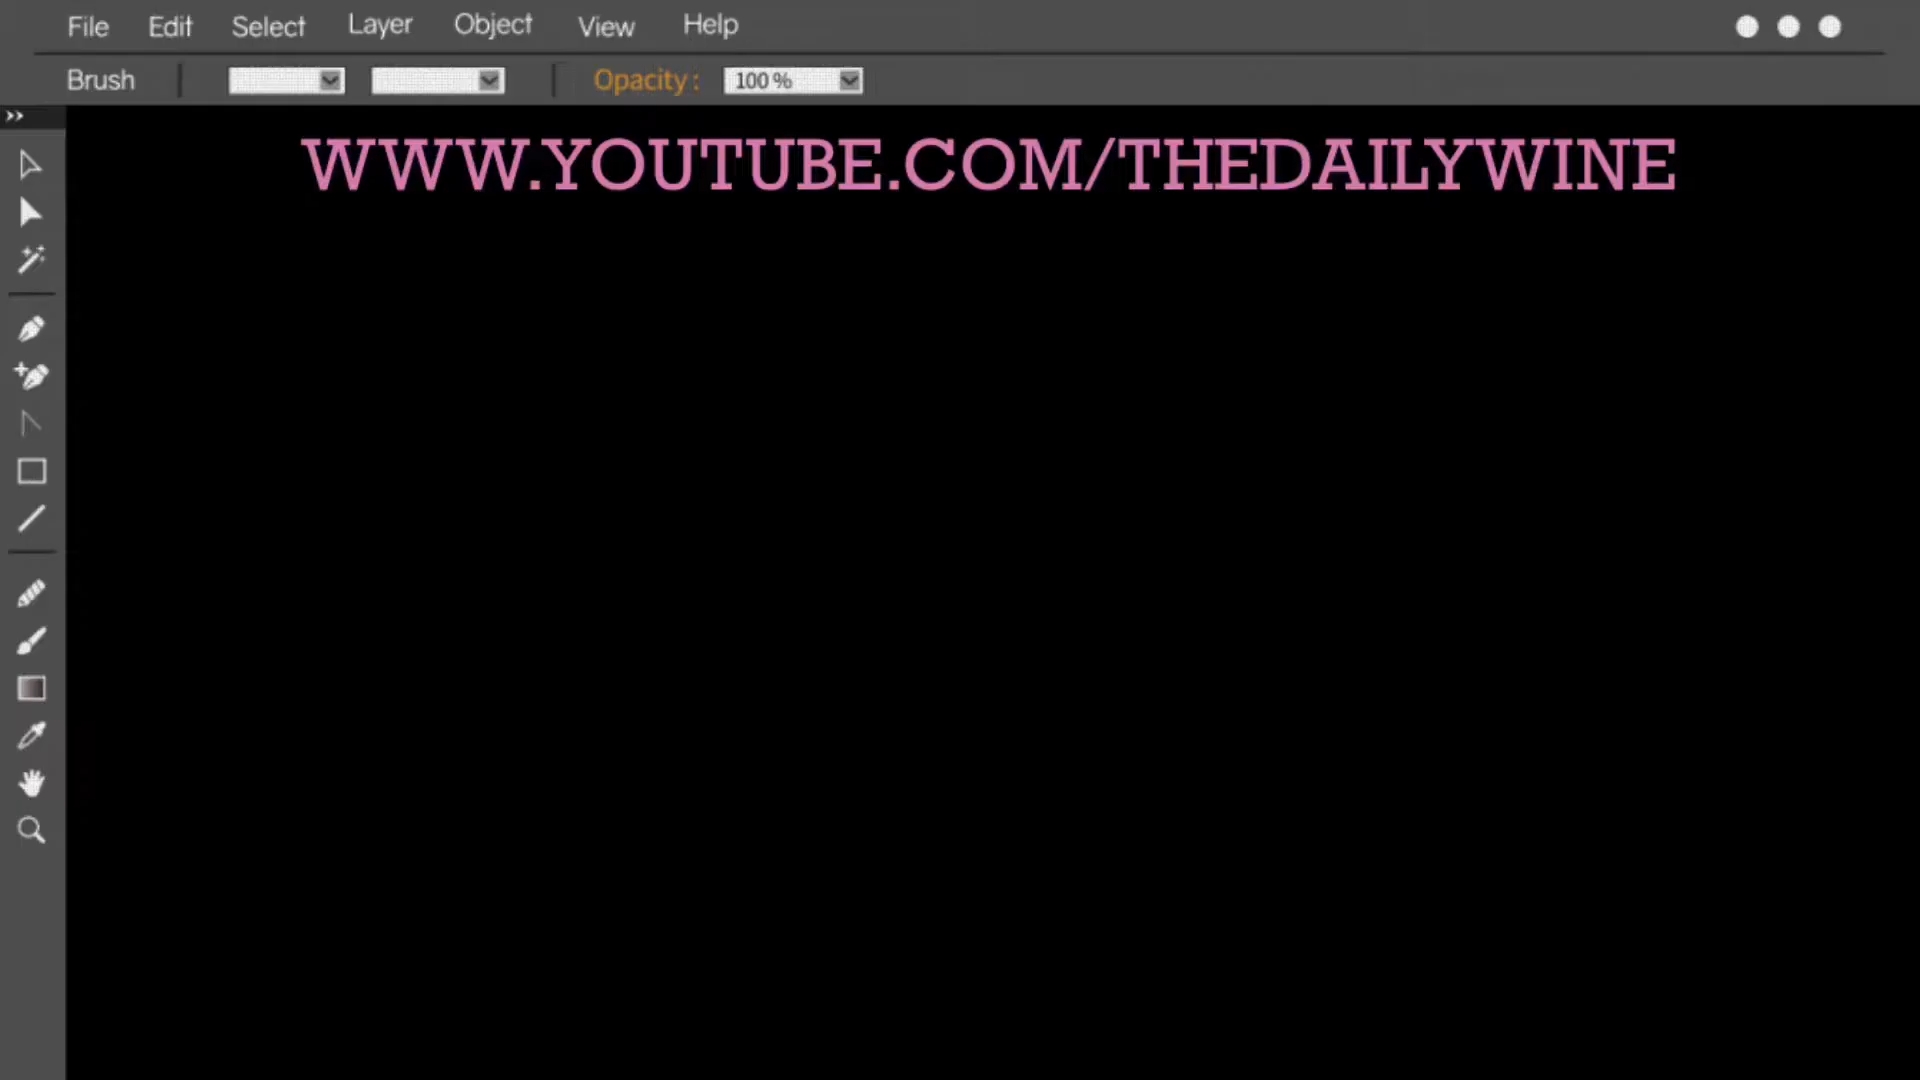 File Edit Select Layer Object View Help
Brush Opacity : 100 %
WWW.YOUTUBE.COM/THEDAILYWINE